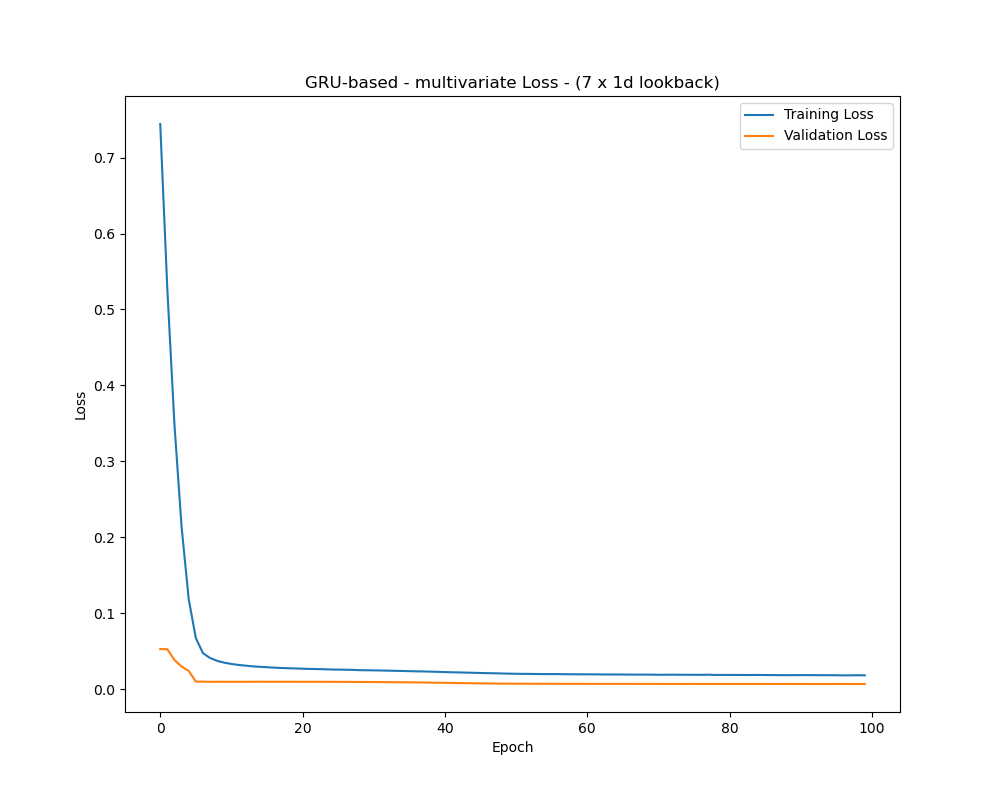 GRU-based - multivariate Loss - (7 x 1d lookback)
Training Loss
Validation Loss
0.7
0.6
0.5
0.4
0.3
0.2
0.1
0.0
Loss
0 20 40 60 80 100
Epoch